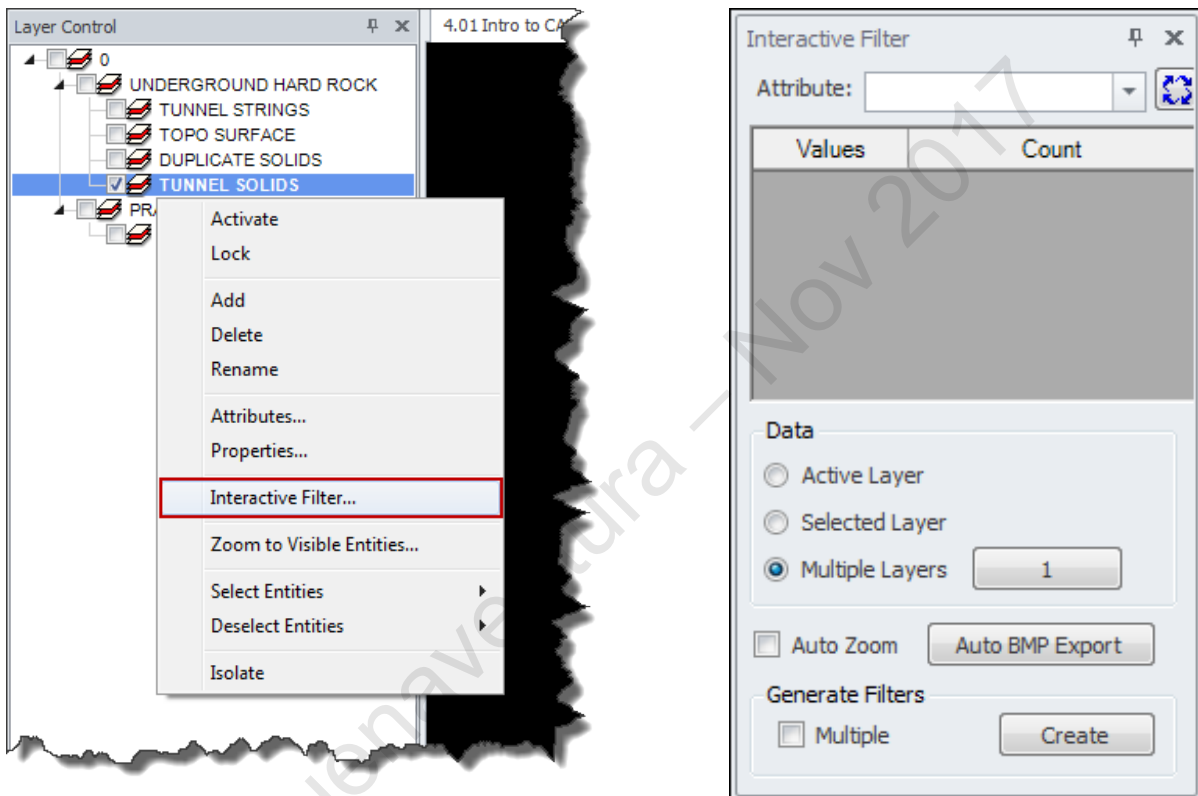 Layer Control
4.01 Intro to CA
0
UNDERGROUND HARD ROCK
TUNNEL STRINGS
TOPO SURFACE
DUPLICATE SOLIDS
TUNNEL SOLIDS
PR
Activate
Lock
Add
Delete
Rename
Attributes...
Properties...
Interactive Filter...
Zoom to Visible Entities...
Select Entities
Deselect Entities
Isolate
Interactive Filter
Attribute:
Values Count
Data
Active Layer
Selected Layer
Multiple Layers 1
Auto Zoom Auto BMP Export
Generate Filters
Multiple Create
uenave tura – Nov 2017